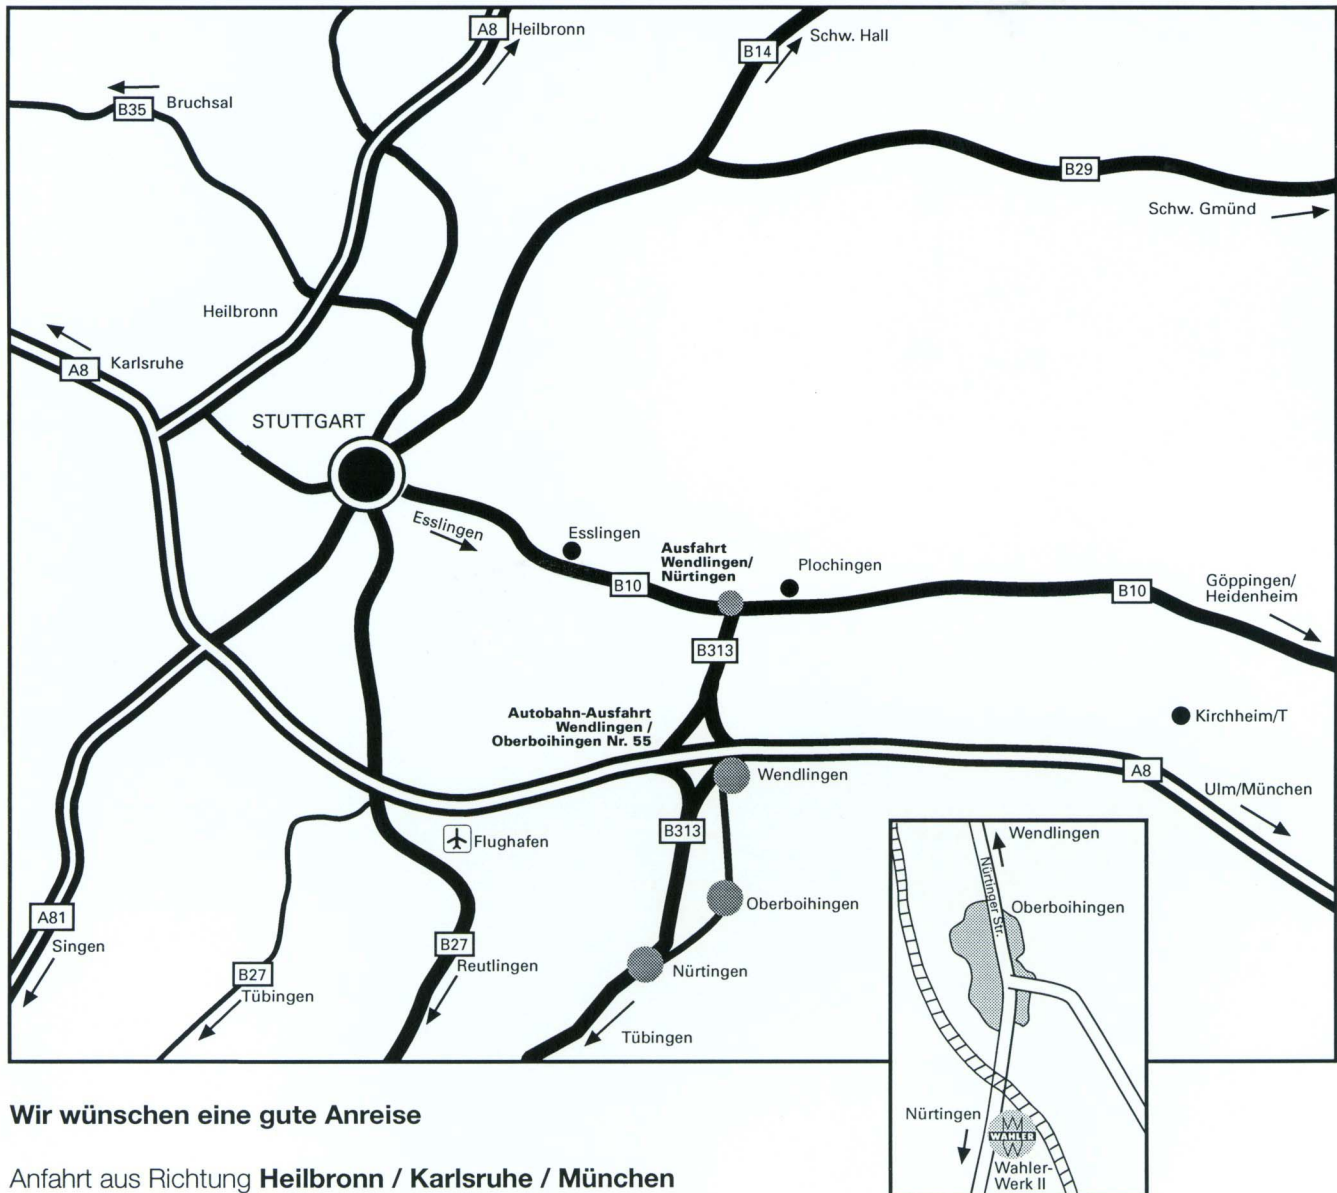 A8
Heilbronn
Schw. Hall
B14
B35
Bruchsal
B29
Schw. Gmünd
Heilbronn
Karlsruhe
A8
STUTTGART
Esslingen
Esslingen
Ausfahrt
Wendlingen/
Nürtingen
Plochingen
B10
B10
Göppingen/
Heidenheim
B313
Autobahn-Ausfahrt
Wendlingen /
Oberboihingen Nr. 55
Kirchheim/T
Wendlingen
A8
Ulm/München
B313
Flughafen
Oberboihingen
A81
Singen
B27
Reutlingen
B27
Tübingen
Nürtingen
Tübingen
Wendlingen
Nürtinger Str.
Oberboihingen
Nürtingen
WAHLER
Wahler-
Werk II
Wir wünschen eine gute Anreise
Anfahrt aus Richtung Heilbronn / Karlsruhe / München